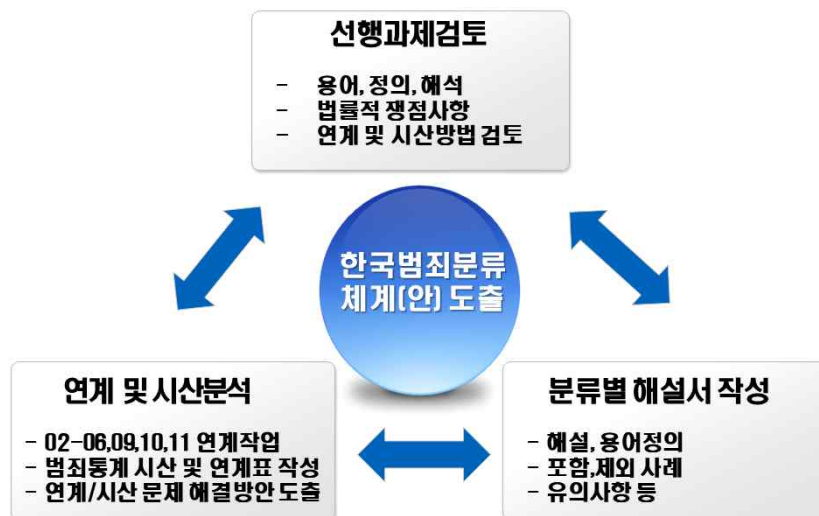 선행과제검토
- 용어, 정의, 해석
- 법률적 쟁점사항
- 연계 및 시산방법 검토
한국범죄분류
체계(안) 도출
연계 및 시산분석
- 02-06,09,10,11 연계작업
- 범죄통계 시산 및 연계표 작성
- 연계/시산 문제 해결방안 도출
분류별 해설서 작성
- 해설, 용어정의
- 포함,제외 사례
- 유의사항 등